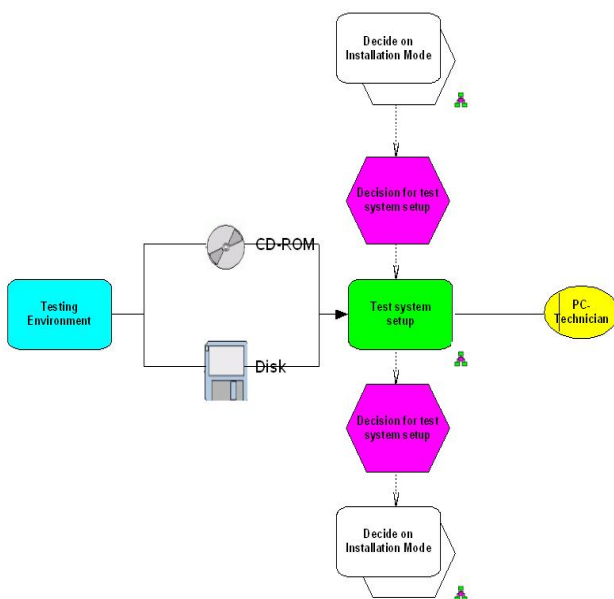 Decide on
Installation Mode
Decision for test
system setup
CD-ROM
Testing
Environment
Test system
setup
PC-
Technician
Disk
Decision for test
system setup
Decide on
Installation Mode